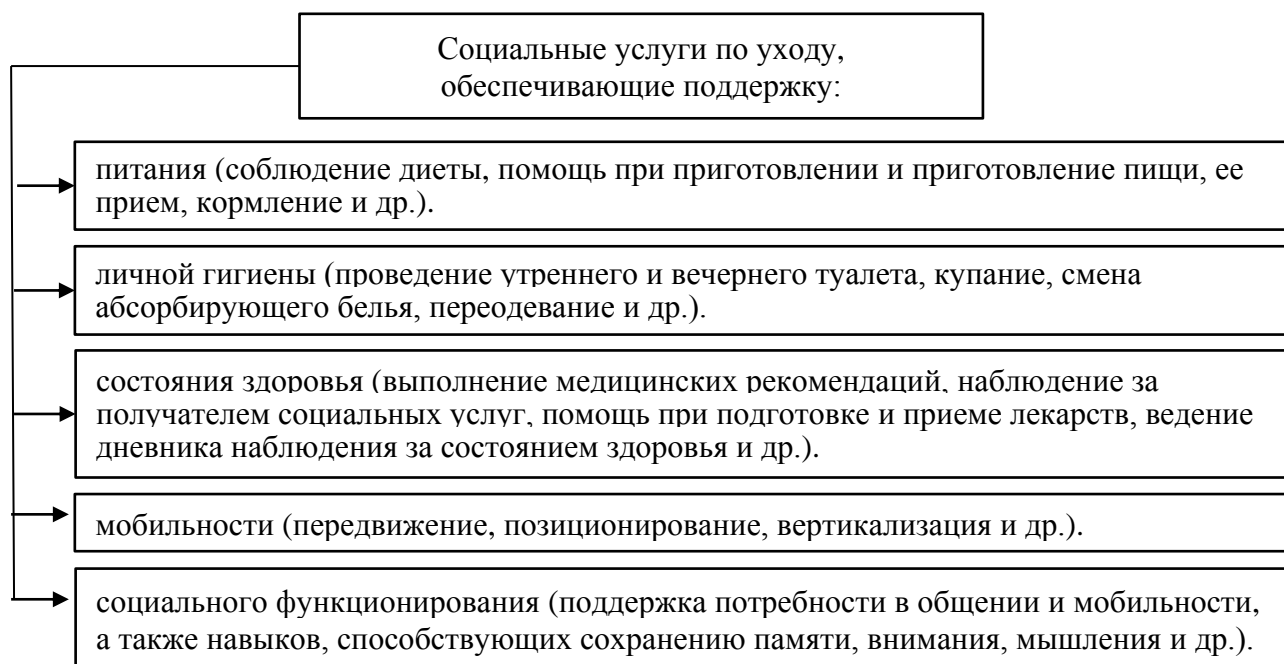 Социальные услуги по уходу,
обеспечивающие поддержку:
питания (соблюдение диеты, помощь при приготовлении и приготовление пищи, ее
прием, кормление и др.).
личной гигиены (проведение утреннего и вечернего туалета, купание, смена
абсорбирующего белья, переодевание и др.).
состояния здоровья (выполнение медицинских рекомендаций, наблюдение за
получателем социальных услуг, помощь при подготовке и приеме лекарств, ведение
дневника наблюдения за состоянием здоровья и др.).
мобильности (передвижение, позиционирование, вертикализация и др.).
социального функционирования (поддержка потребности в общении и мобильности,
а также навыков, способствующих сохранению памяти, внимания, мышления и др.).